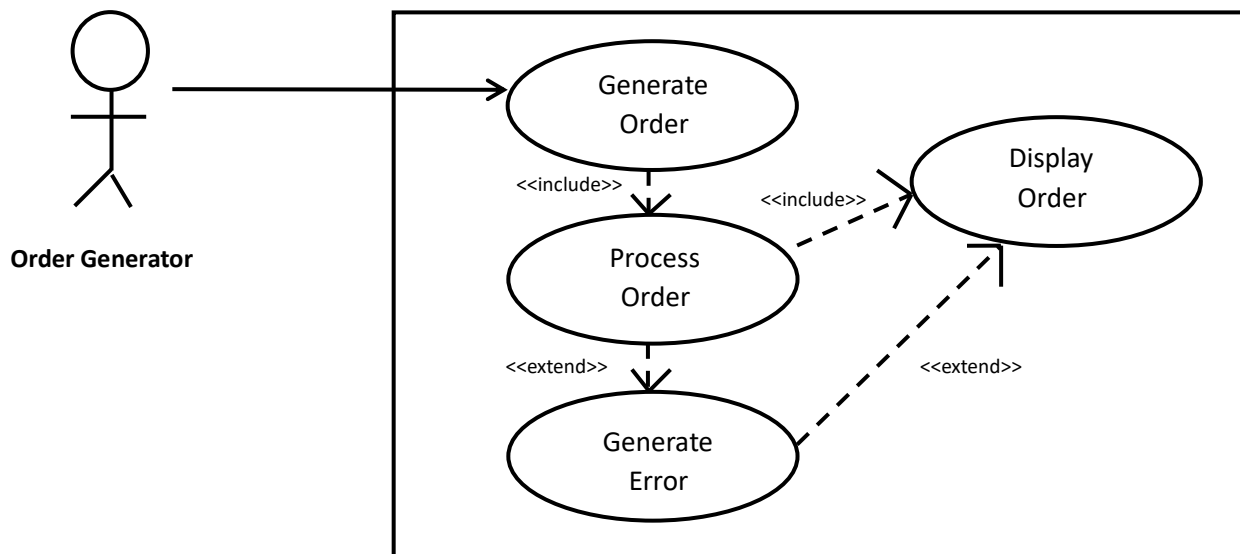 Generate
Order
Display
Order
<<include>>
<<include>>
Order Generator
Process
Order
<<extend>>
<<extend>>
Generate
Error